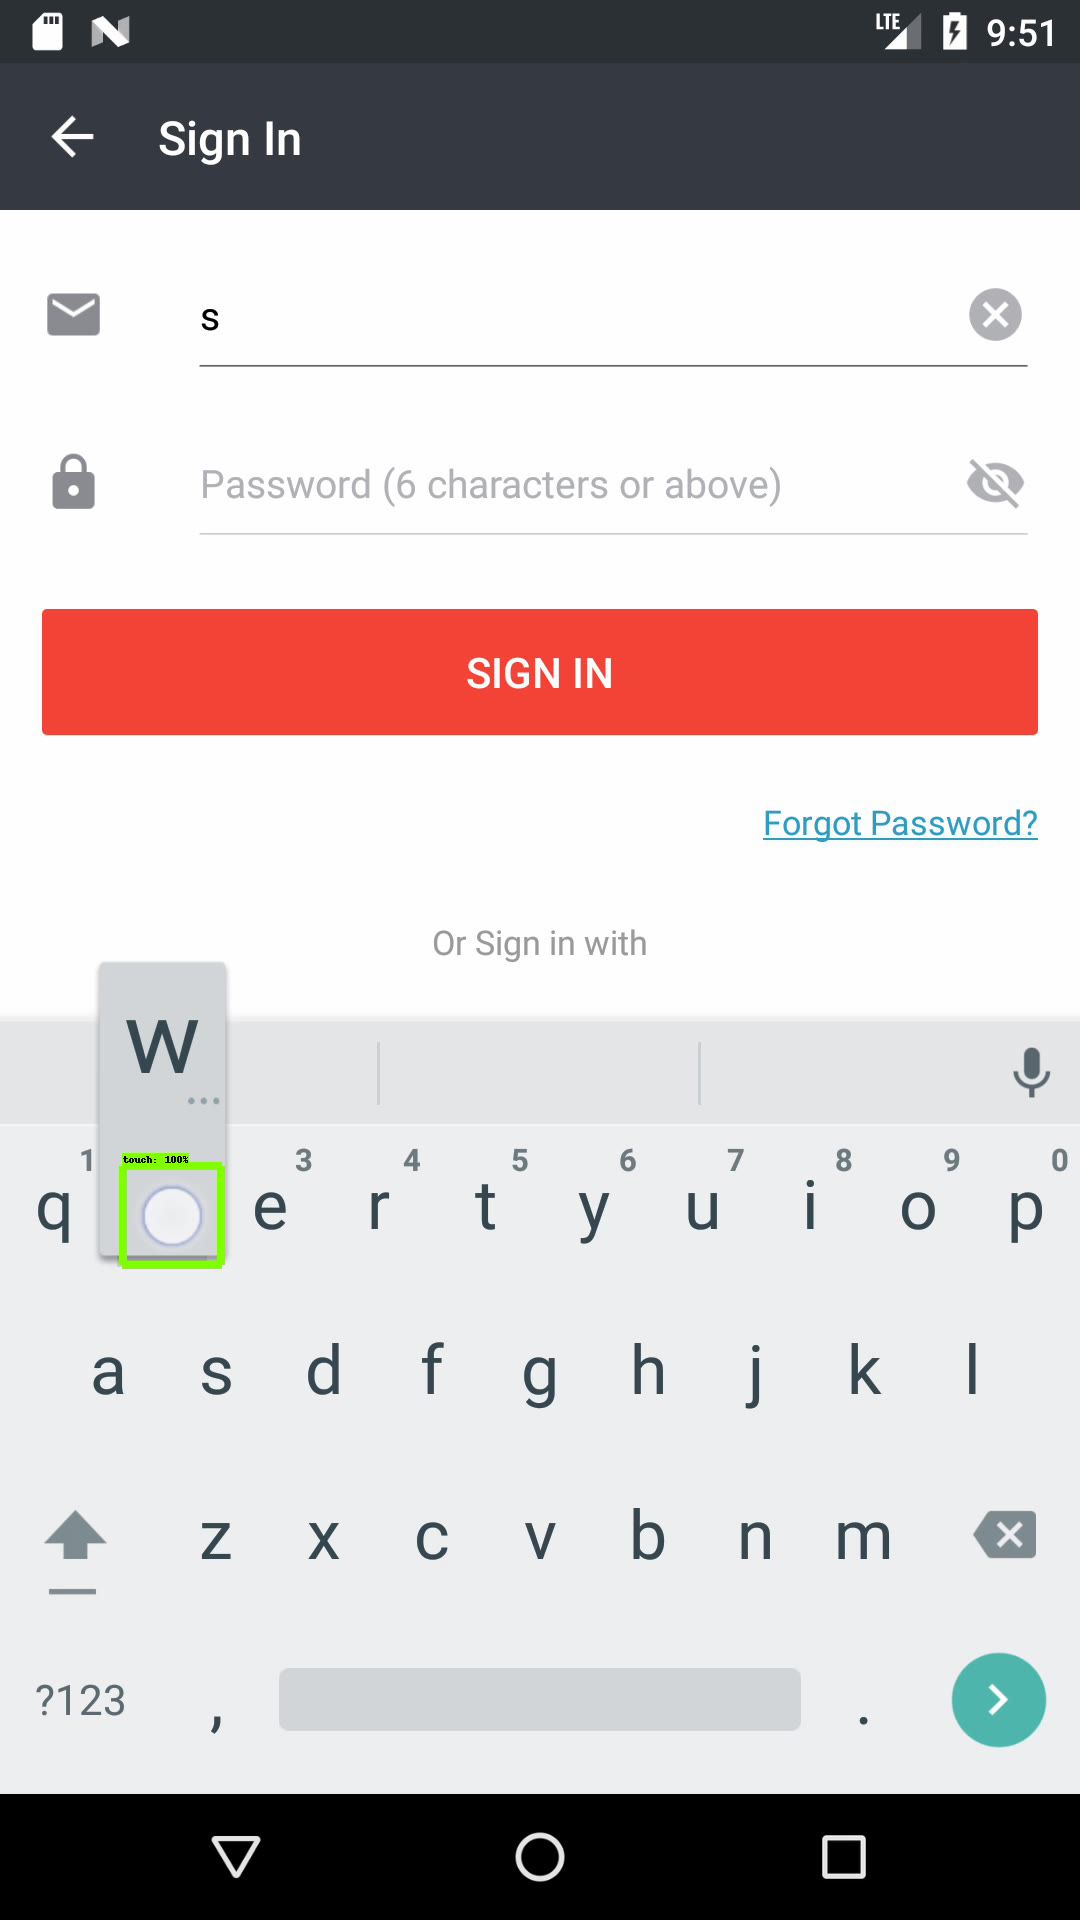 LTE 9:51
Sign In
s
Password (6 characters or above)
SIGN IN
Forgot Password?
Or Sign in with
w
...
touch: 100%
1 3 4 5 6 7 8 9 0
q e r t y u i o p
a s d f g h j k l
z x c v b n m
?123 , .